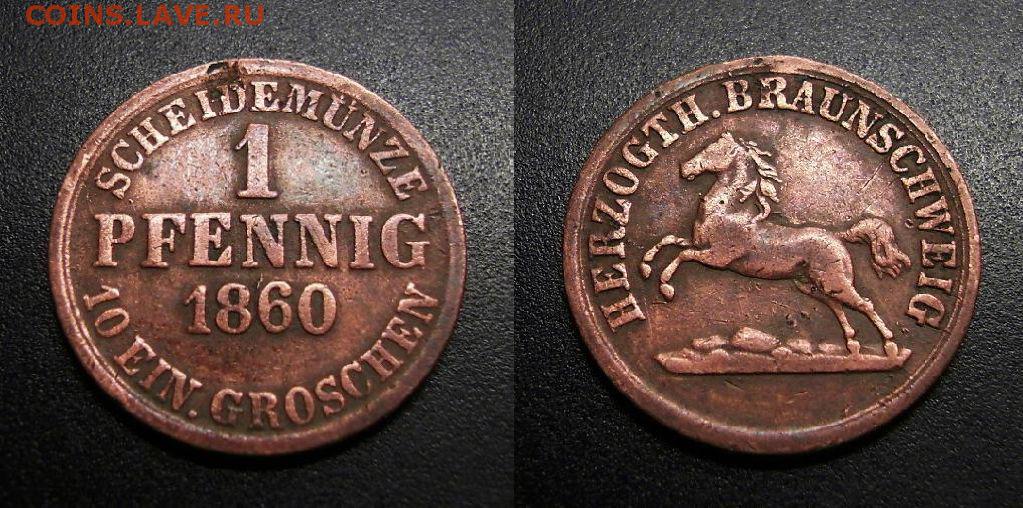 COINS.LAVE.RU
SCHEIDEMÜNZE
1
PFENNIG
1860
10 EIN. GROSCHEN
HERZOGTH. BRAUNSCHWEIG